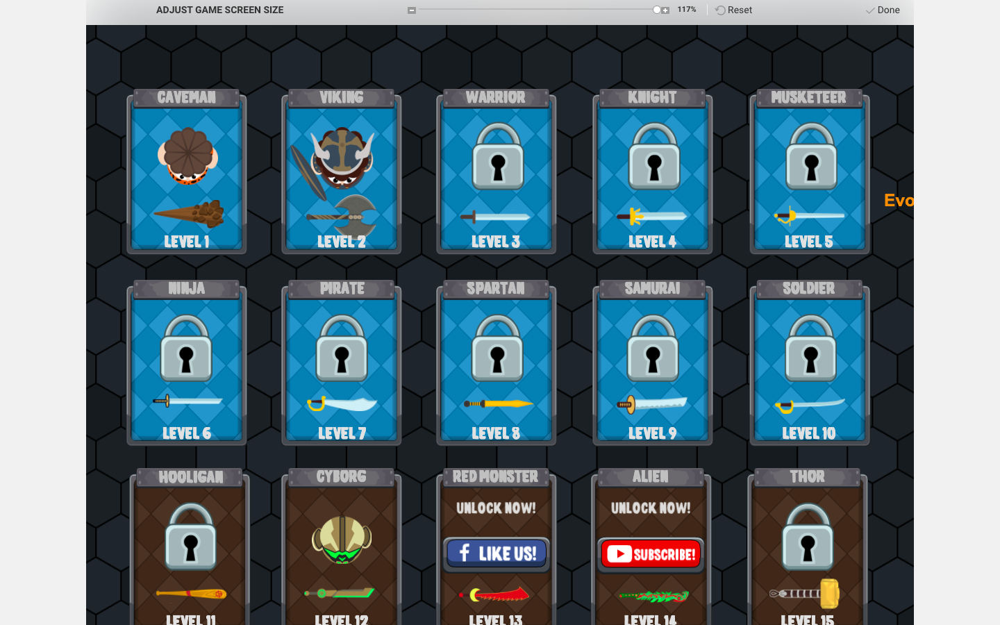 ADJUST GAME SCREEN SIZE
117%
Reset
Done
CAVEMAN
VIKING
WARRIOR
KNIGHT
MUSKETEER
Evo
LEVEL 1
LEVEL 2
LEVEL 3
LEVEL 4
LEVEL 5
NINJA
PIRATE
SPARTAN
SAMURAI
SOLDIER
LEVEL 6
LEVEL 7
LEVEL 8
LEVEL 9
LEVEL 10
HOOLIGAN
CYBORG
RED MONSTER
ALIEN
THOR
UNLOCK NOW!
UNLOCK NOW!
f LIKE US!
SUBSCRIBE!
LEVEL 11
LEVEL 12
LEVEL 13
LEVEL 14
LEVEL 15